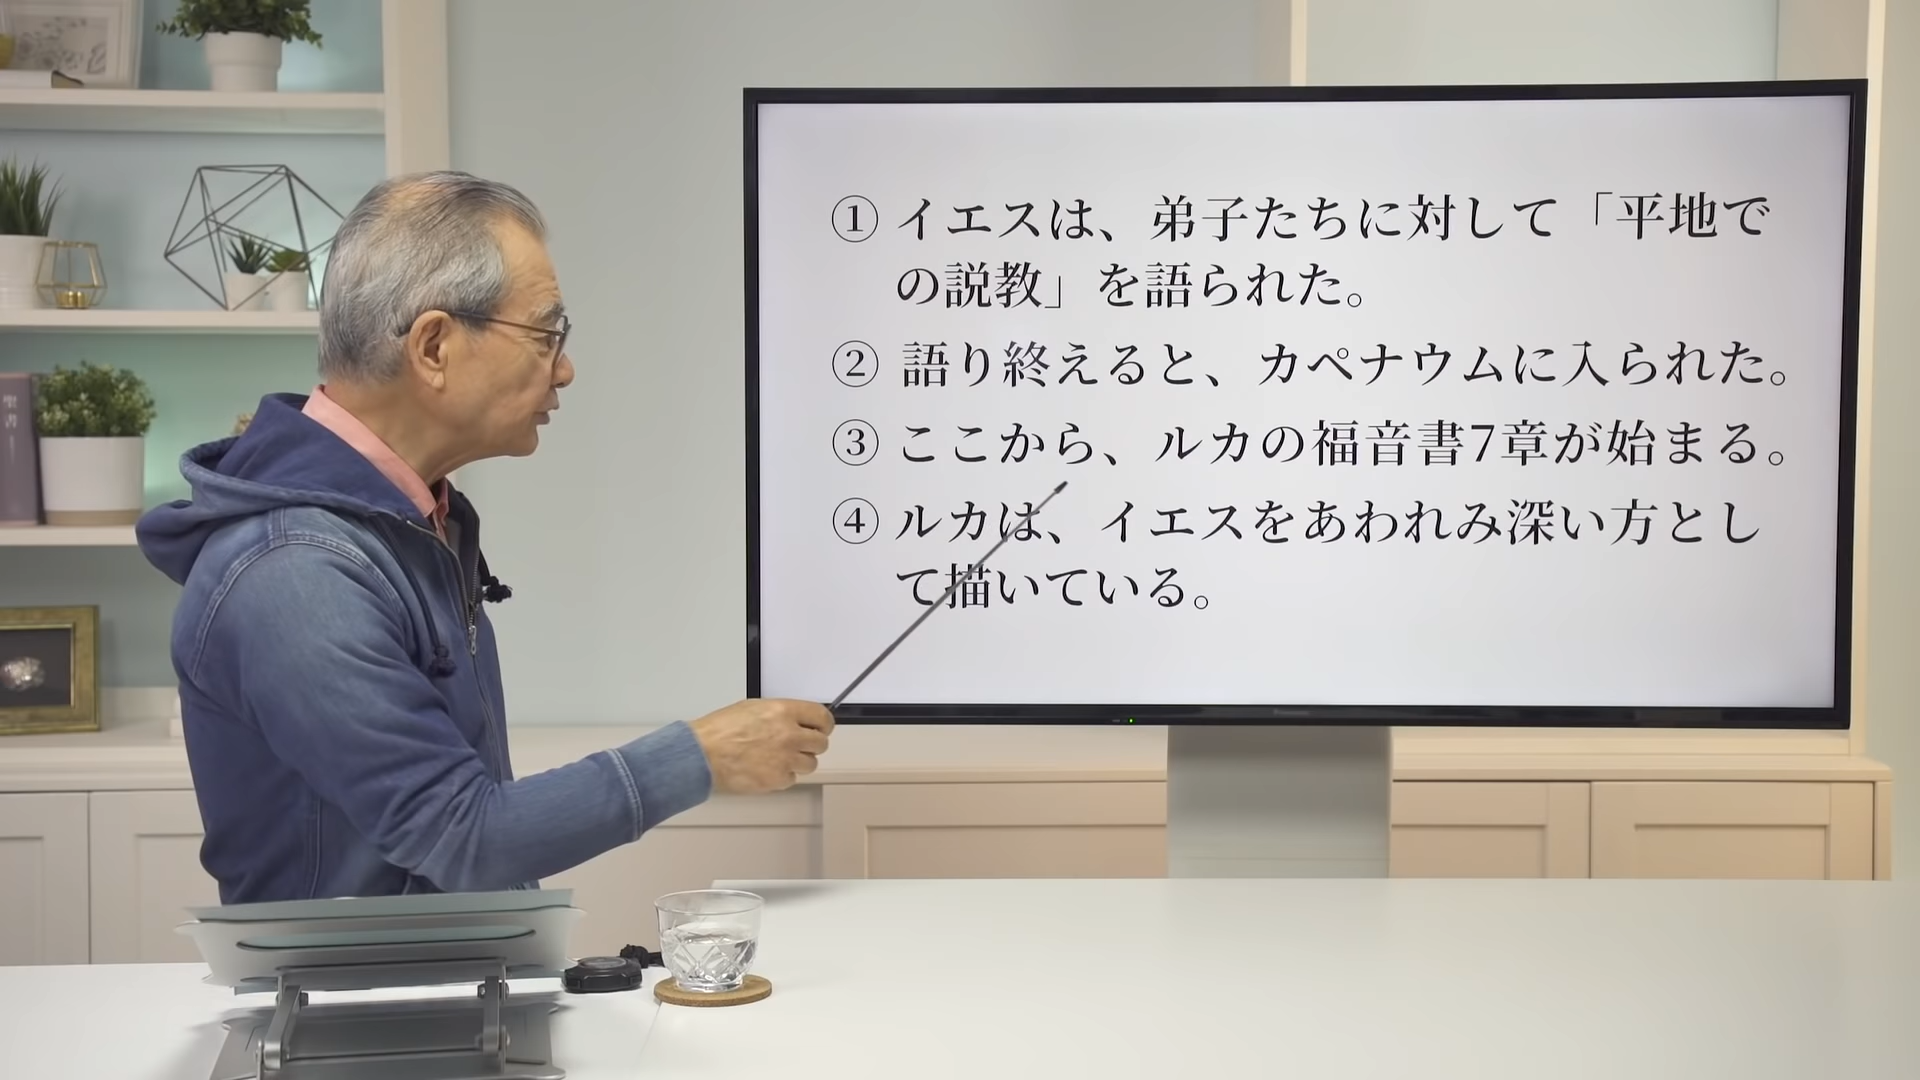 ① イエスは、弟子たちに対して「平地で
の説教」を語られた。
② 語り終えると、カペナウムに入られた。
③ ここから、ルカの福音書7章が始まる。
④ ルカは、イエスをあわれみ深い方とし
て描いている。
聖書